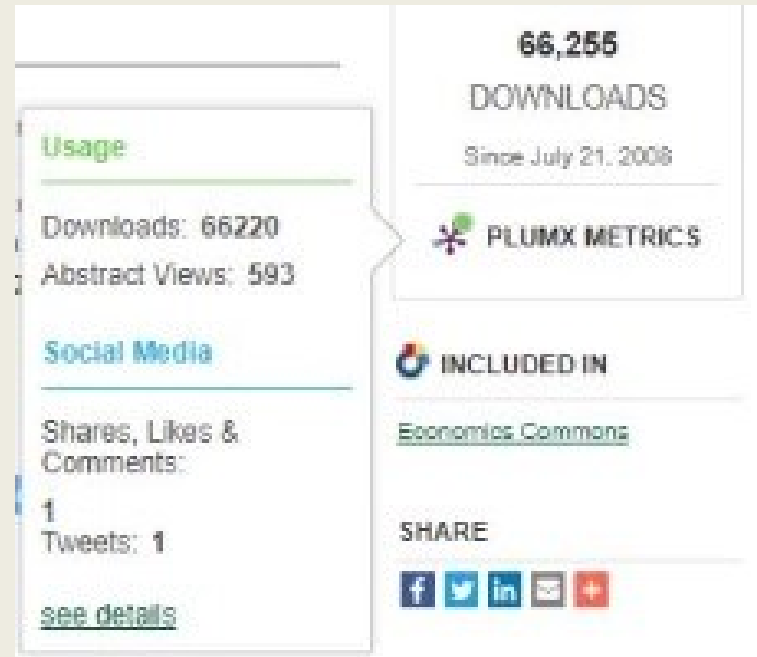 66,255
DOWNLOADS
Since July 21, 2008
PLUMX METRICS
Usage
Downloads: 66220
Abstract Views: 593
Social Media
Shares, Likes &
Comments:
1
Tweets: 1
see details
INCLUDED IN
Economics Commons
SHARE